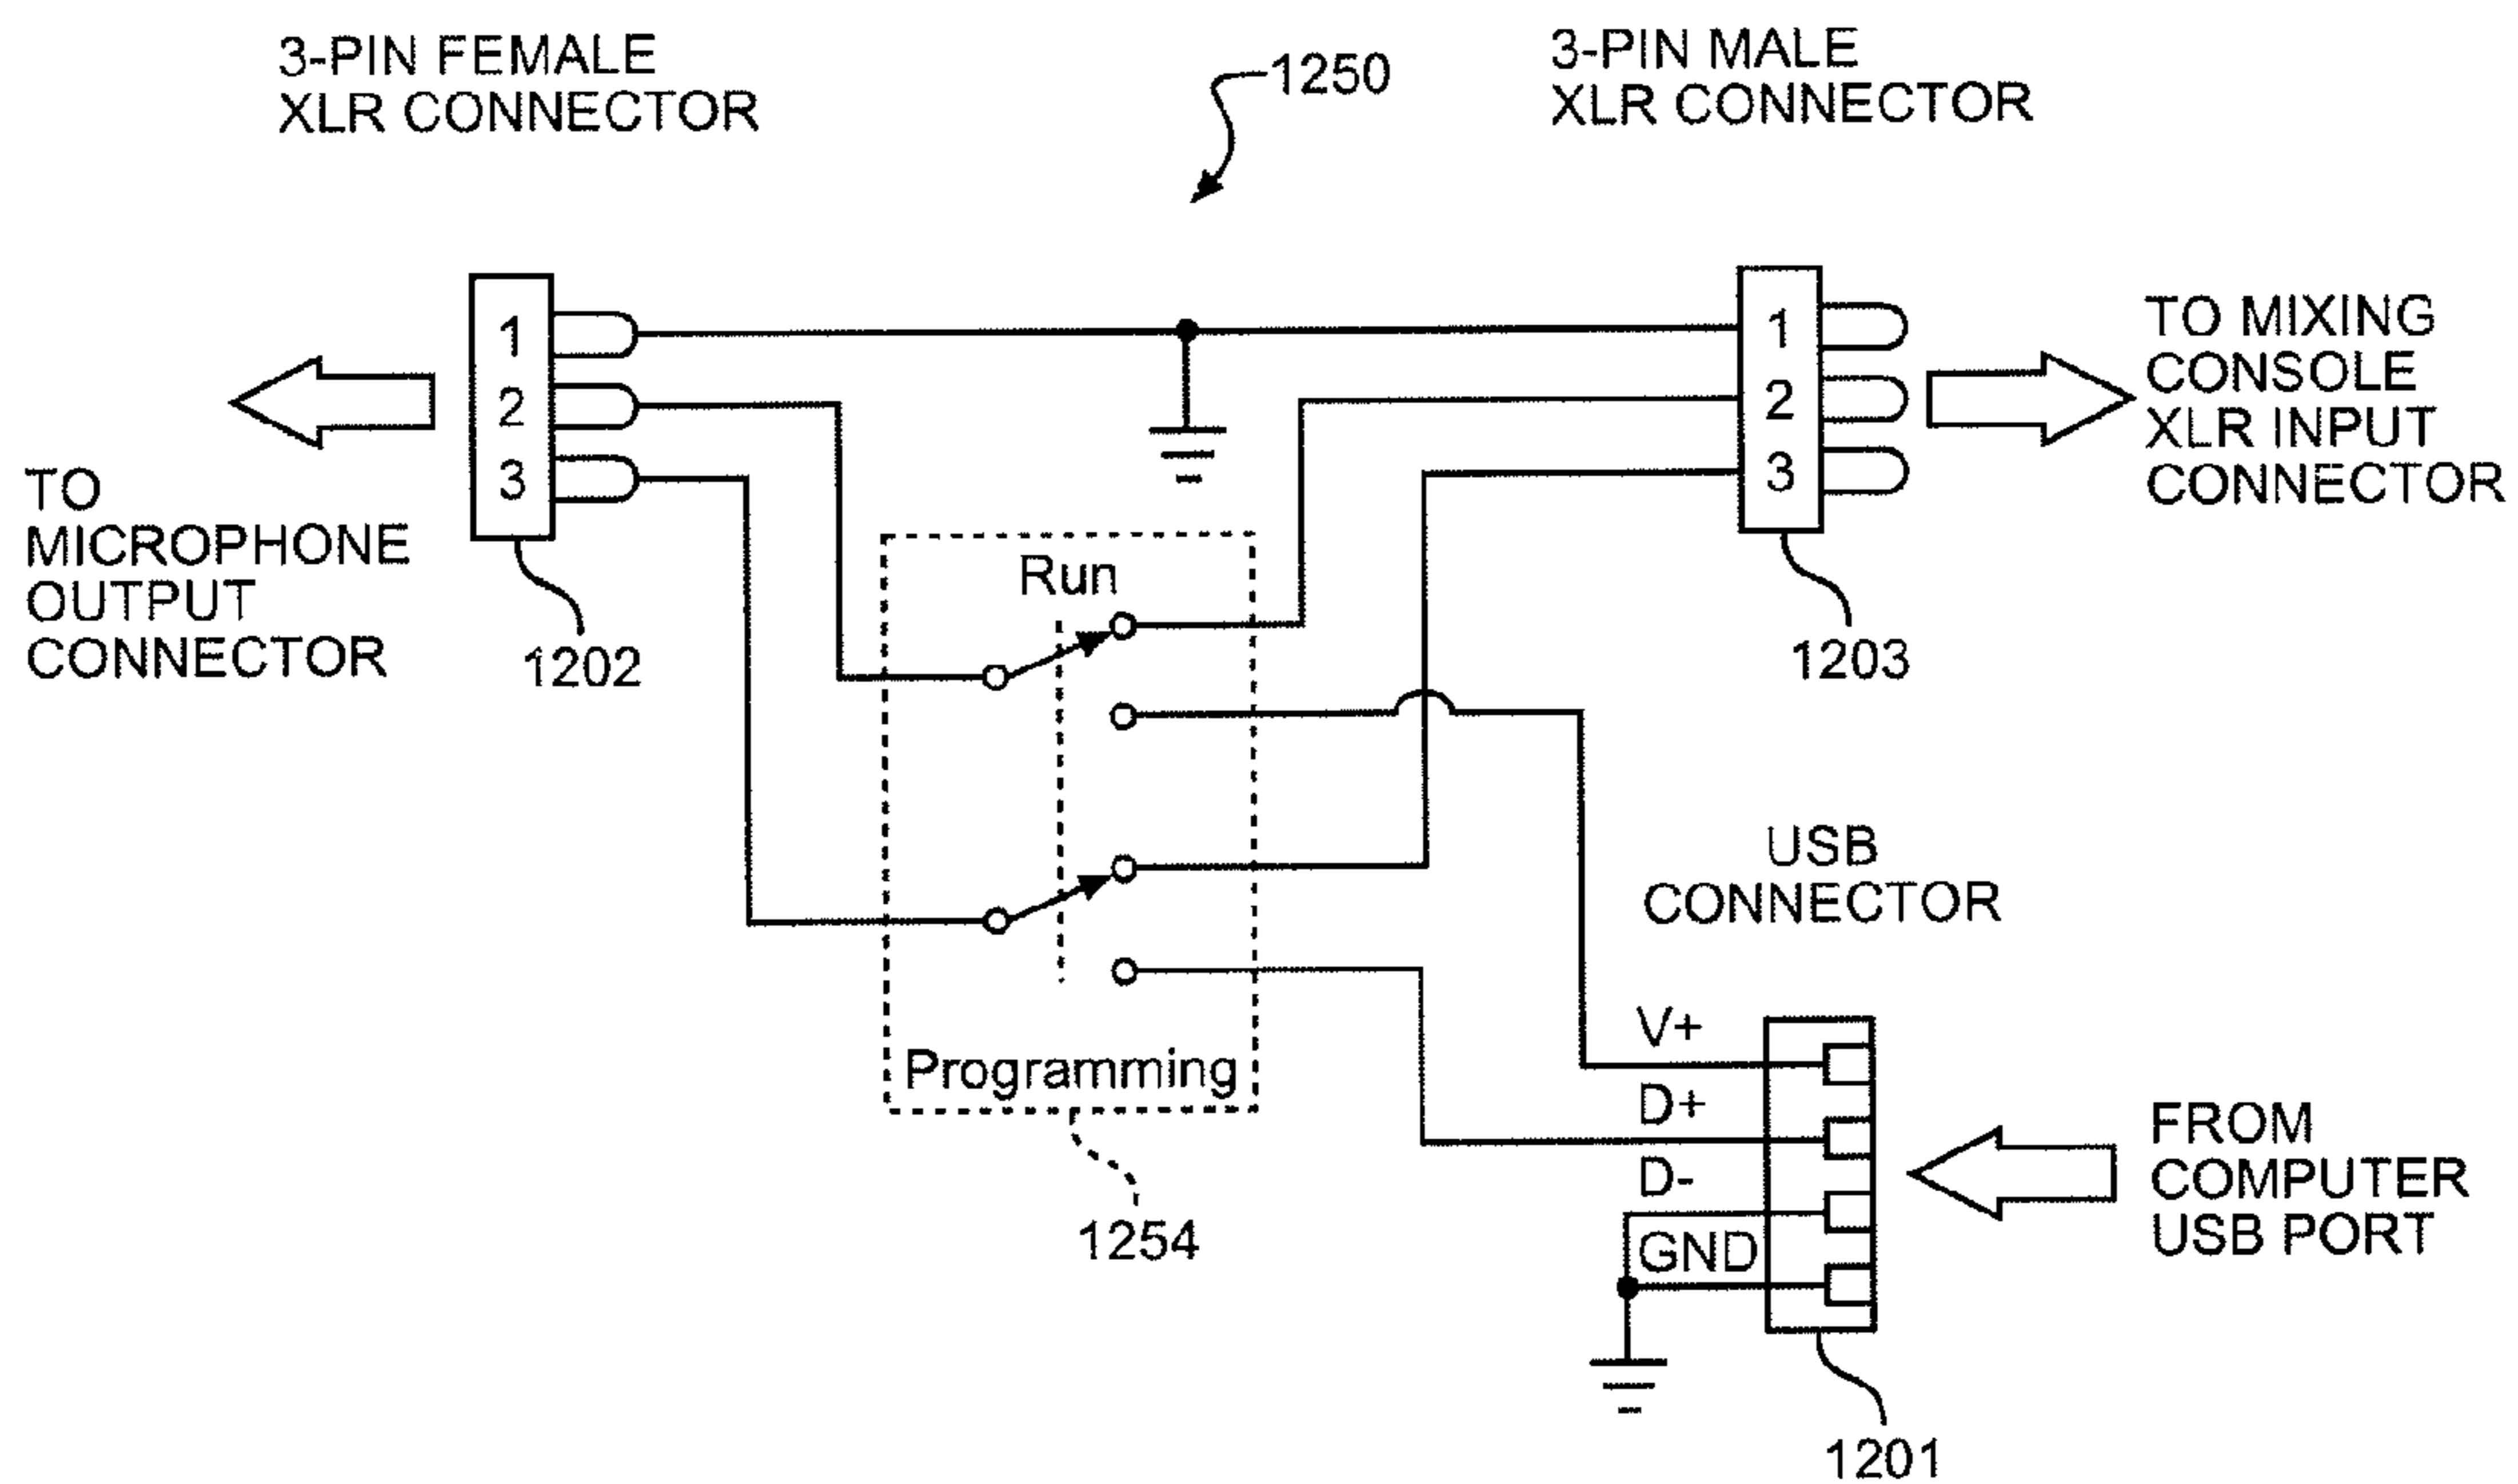 3-PIN FEMALE
XLR CONNECTOR
1250
3-PIN MALE
XLR CONNECTOR
1
2
3
1
2
3
TO MIXING
CONSOLE
XLR INPUT
CONNECTOR
TO
MICROPHONE
OUTPUT
CONNECTOR
1202
Run
1203
USB
CONNECTOR
Programming
1254
V+
D+
D-
GND
FROM
COMPUTER
USB PORT
1201